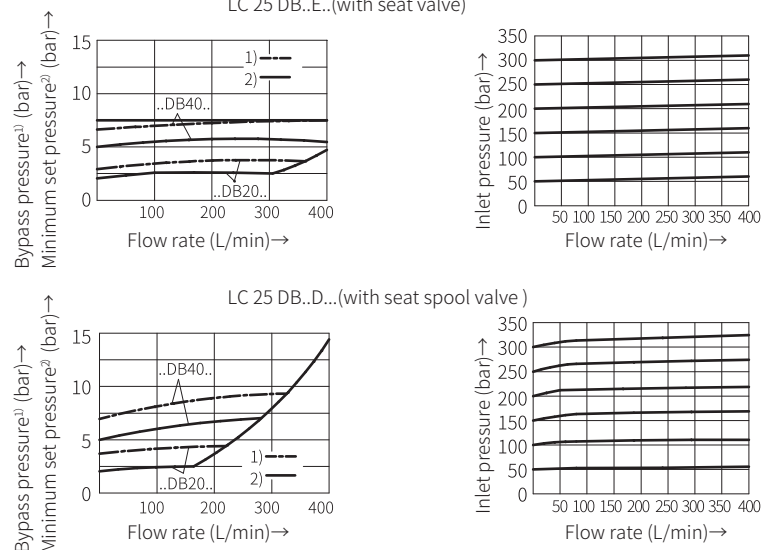 LC 25 DB..E..(with seat valve)
Bypass pressure¹⁾ (bar)→
Minimum set pressure²⁾ (bar)→
15
10
5
0
1)
2)
..DB40..
..DB20..
100 200 300 400
Flow rate (L/min)→
Inlet pressure (bar)→
350
300
250
200
150
100
50
0
50 100 150 200 250 300 350 400
Flow rate (L/min)→
LC 25 DB..D...(with seat spool valve )
Bypass pressure¹⁾ (bar)→
Minimum set pressure²⁾ (bar)→
15
10
5
0
..DB40..
..DB20..
1)
2)
100 200 300 400
Flow rate (L/min)→
Inlet pressure (bar)→
350
300
250
200
150
100
50
0
50 100 150 200 250 300 350 400
Flow rate (L/min)→